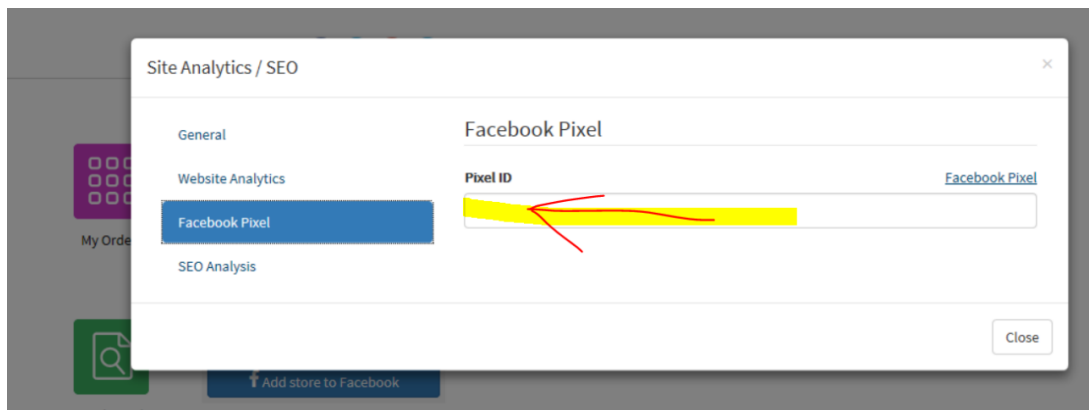 Site Analytics / SEO
×
General
Website Analytics
Facebook Pixel
SEO Analysis
Facebook Pixel
Pixel ID
Facebook Pixel
My Orde
Close
f Add store to Facebook